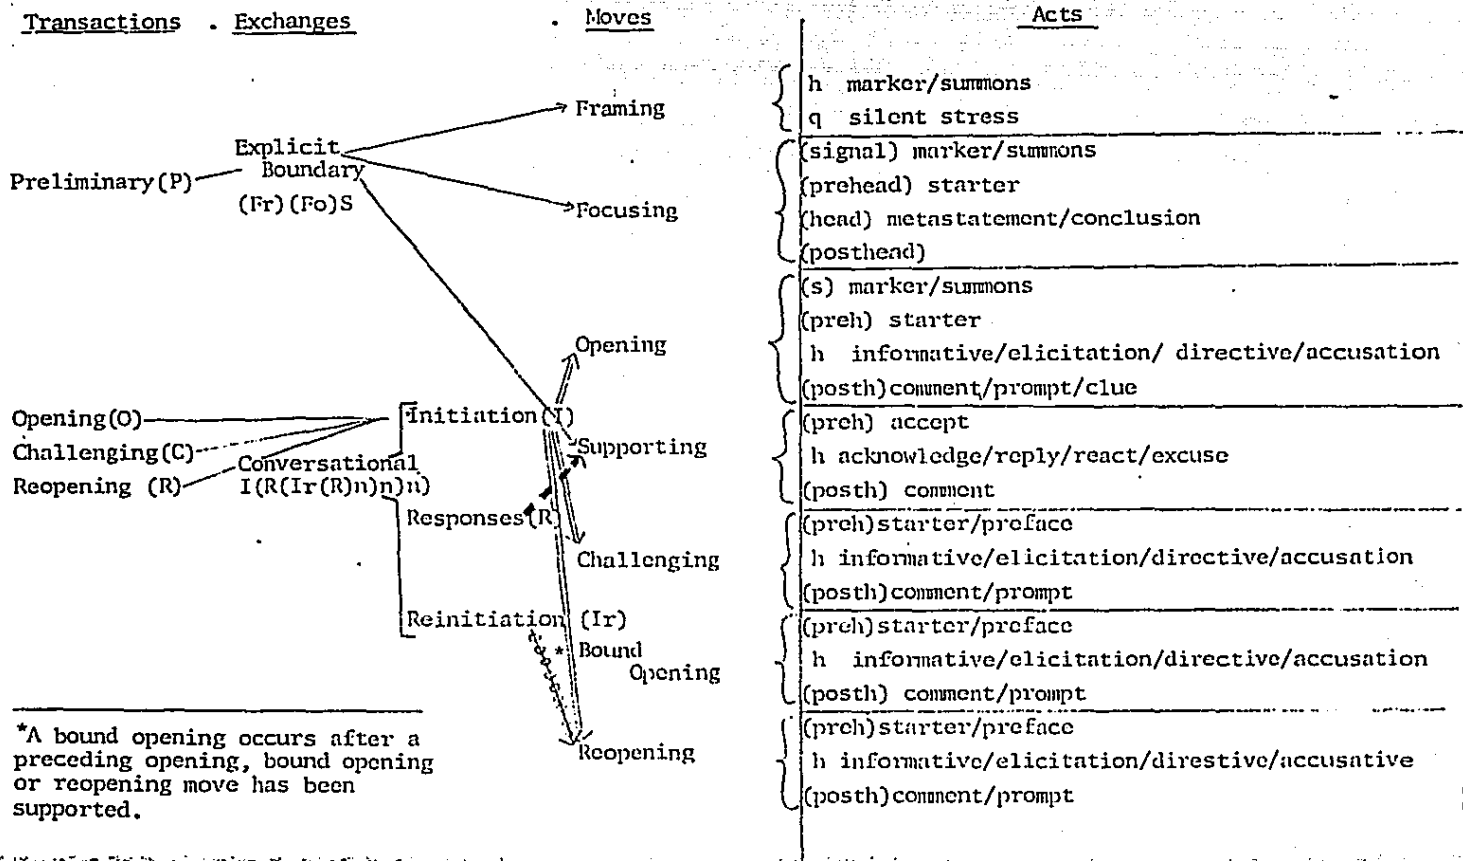 Transactions . Exchanges . Moves Acts
h marker/summons
Framing
q silent stress
Explicit
Boundary
(Fr)(Fo)S
Preliminary(P)
(signal) marker/summons
(prehead) starter
Focusing
(head) metastatement/conclusion
(posthead)
(s) marker/summons
(preh) starter
Opening
h informative/elicitation/ directive/accusation
(posth)comment/prompt/clue
Opening(O)
Challenging(C)
Reopening (R)
Conversational
I(R(Ir(R)n)n)n)
Initiation(I)
Responses(R)
Reinitiation (Ir)
(preh) accept
Supporting
h acknowledge/reply/react/excuse
(posth) comment
(preh)starter/preface
Challenging
h informative/elicitation/directive/accusation
(posth)comment/prompt
(preh)starter/preface
* Bound
Opening
h informative/elicitation/directive/accusation
(posth) comment/prompt
(preh)starter/preface
Reopening
h informative/elicitation/direstive/accusative
(posth)comment/prompt
*A bound opening occurs after a
preceding opening, bound opening
or reopening move has been
supported.